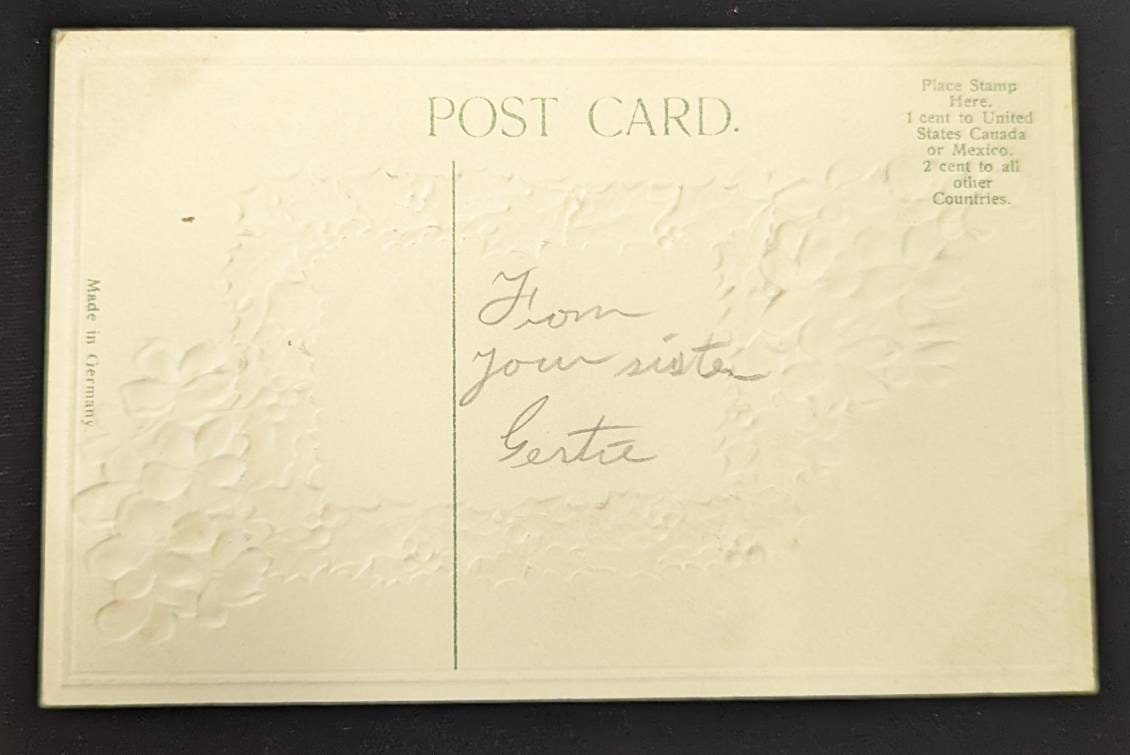 POST CARD.
Place Stamp
Here.
1 cent to United
States Canada
or Mexico.
2 cent to all
other
Countries.
Made in Germany
From
your sister
Gertie